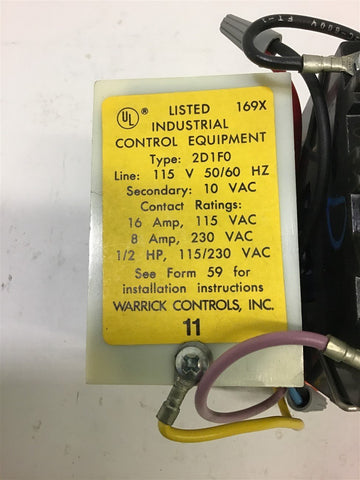 UL ® LISTED 169X
INDUSTRIAL
CONTROL EQUIPMENT
Type: 2D1F0
Line: 115 V 50/60 HZ
Secondary: 10 VAC
Contact Ratings:
16 Amp, 115 VAC
8 Amp, 230 VAC
1/2 HP, 115/230 VAC
See Form 59 for
installation instructions
WARRICK CONTROLS, INC.
11